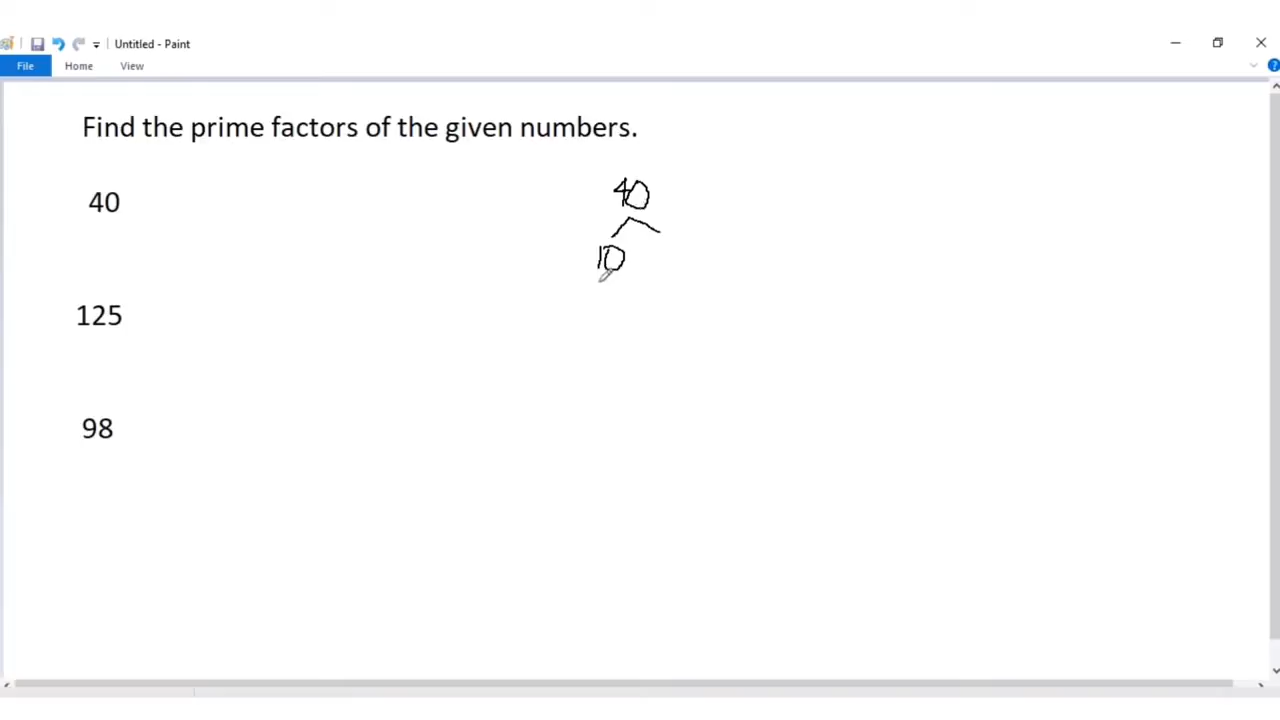 Untitled - Paint
File Home View
Find the prime factors of the given numbers.
40
40
10
125
98